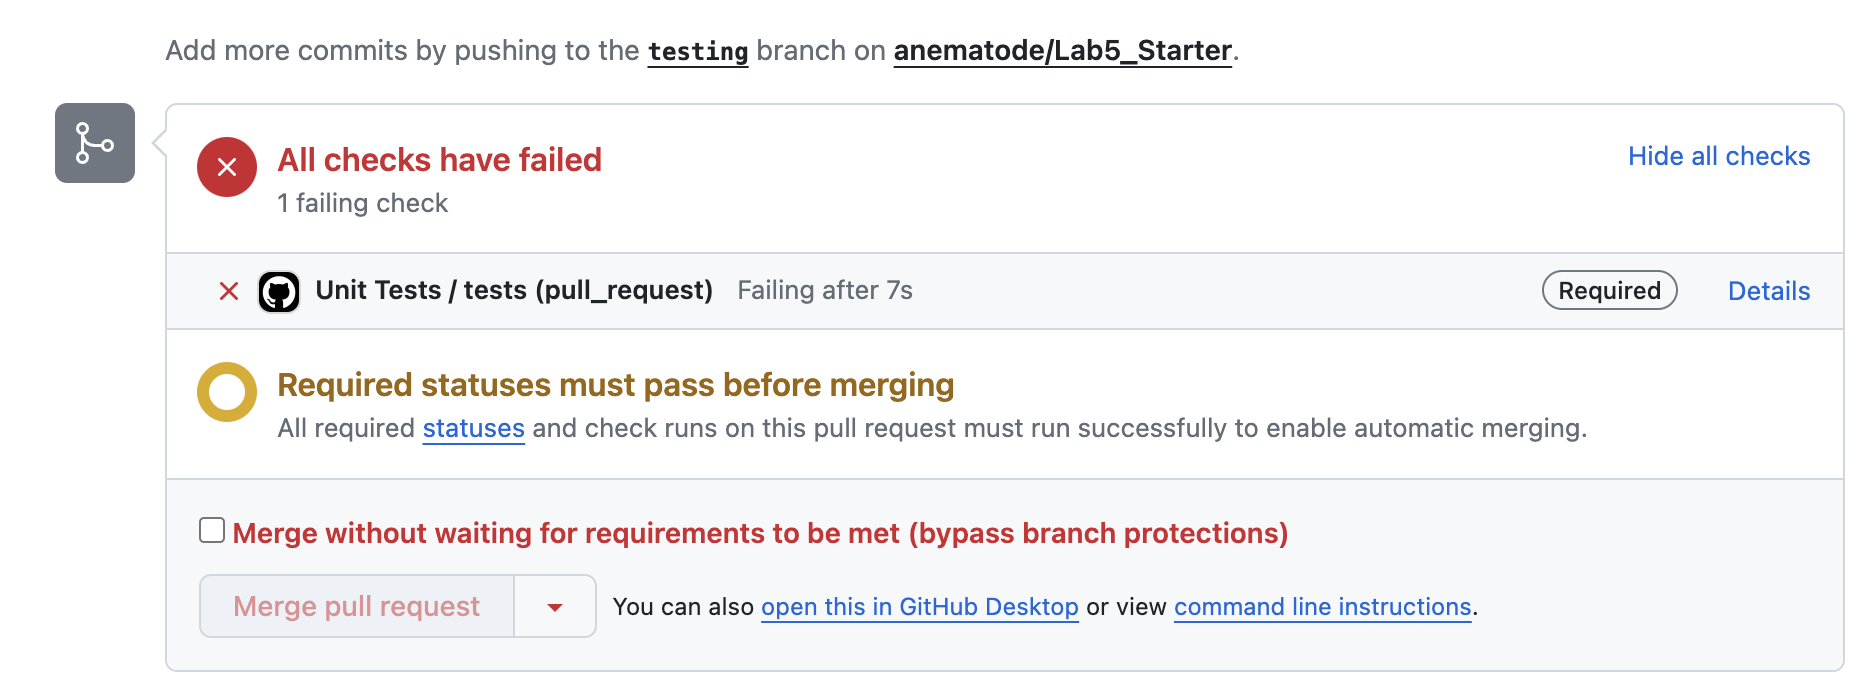 Add more commits by pushing to the testing branch on anematode/Lab5_Starter.
All checks have failed
Hide all checks
1 failing check
Unit Tests / tests (pull_request) Failing after 7s Required Details
Required statuses must pass before merging
All required statuses and check runs on this pull request must run successfully to enable automatic merging.
Merge without waiting for requirements to be met (bypass branch protections)
Merge pull request You can also open this in GitHub Desktop or view command line instructions.